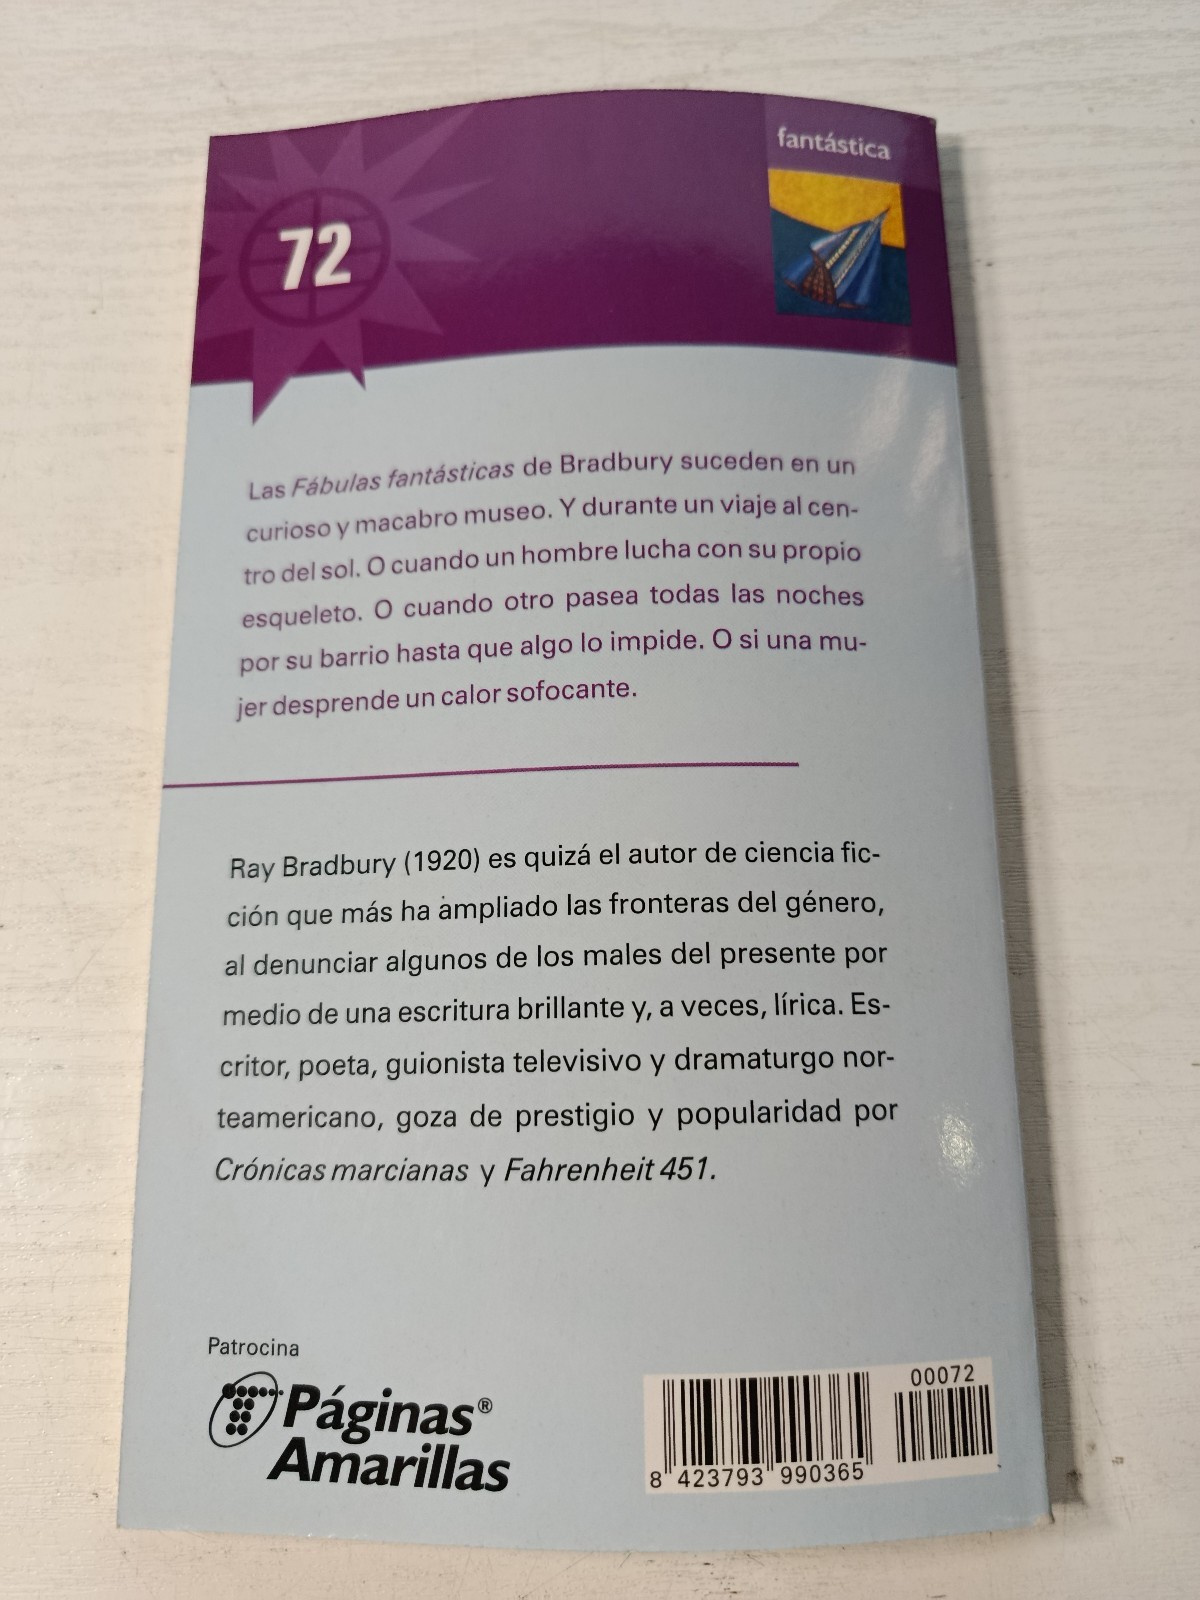 fantástica
72
Las Fábulas fantásticas de Bradbury suceden en un
curioso y macabro museo. Y durante un viaje al cen-
tro del sol. O cuando un hombre lucha con su propio
esqueleto. O cuando otro pasea todas las noches
por su barrio hasta que algo lo impide. O si una mu-
jer desprende un calor sofocante.
Ray Bradbury (1920) es quizá el autor de ciencia fic-
ción que más ha ampliado las fronteras del género,
al denunciar algunos de los males del presente por
medio de una escritura brillante y, a veces, lírica. Es-
critor, poeta, guionista televisivo y dramaturgo nor-
teamericano, goza de prestigio y popularidad por
Crónicas marcianas y Fahrenheit 451.
Patrocina
Páginas®
Amarillas
00072
8 423793 990365